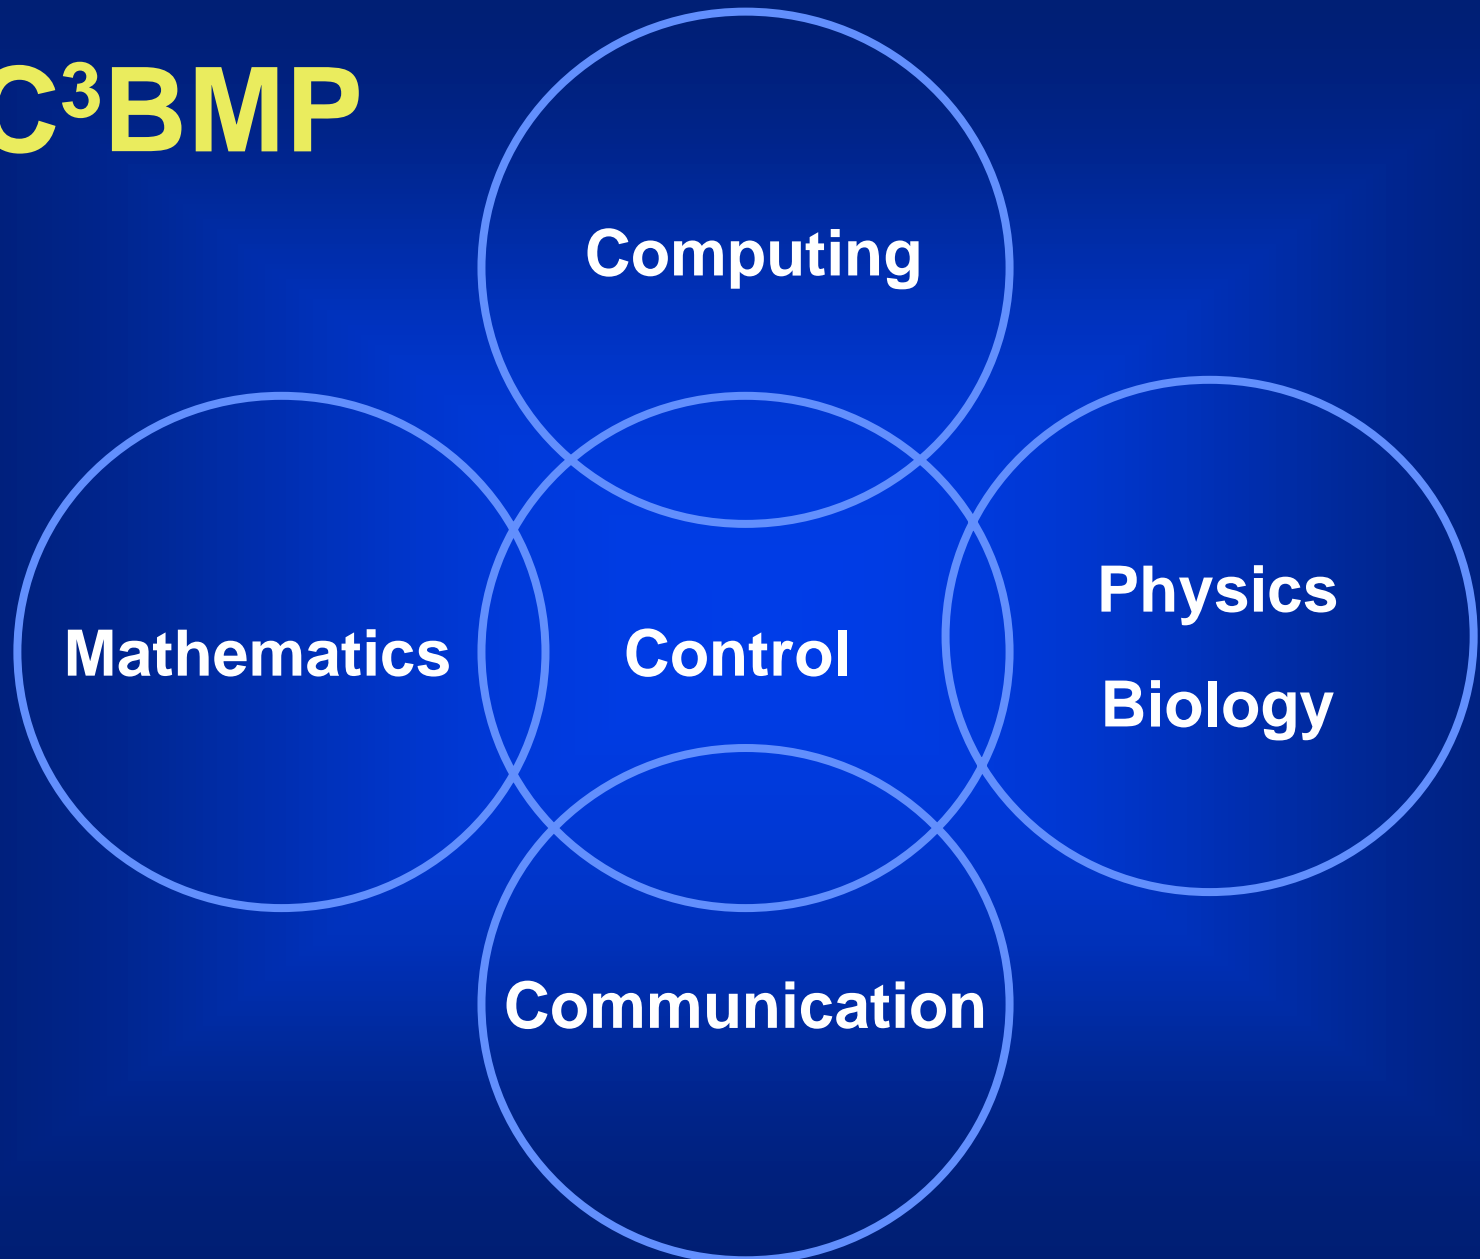 C³BMP
Computing
Physics
Mathematics
Control
Biology
Communication